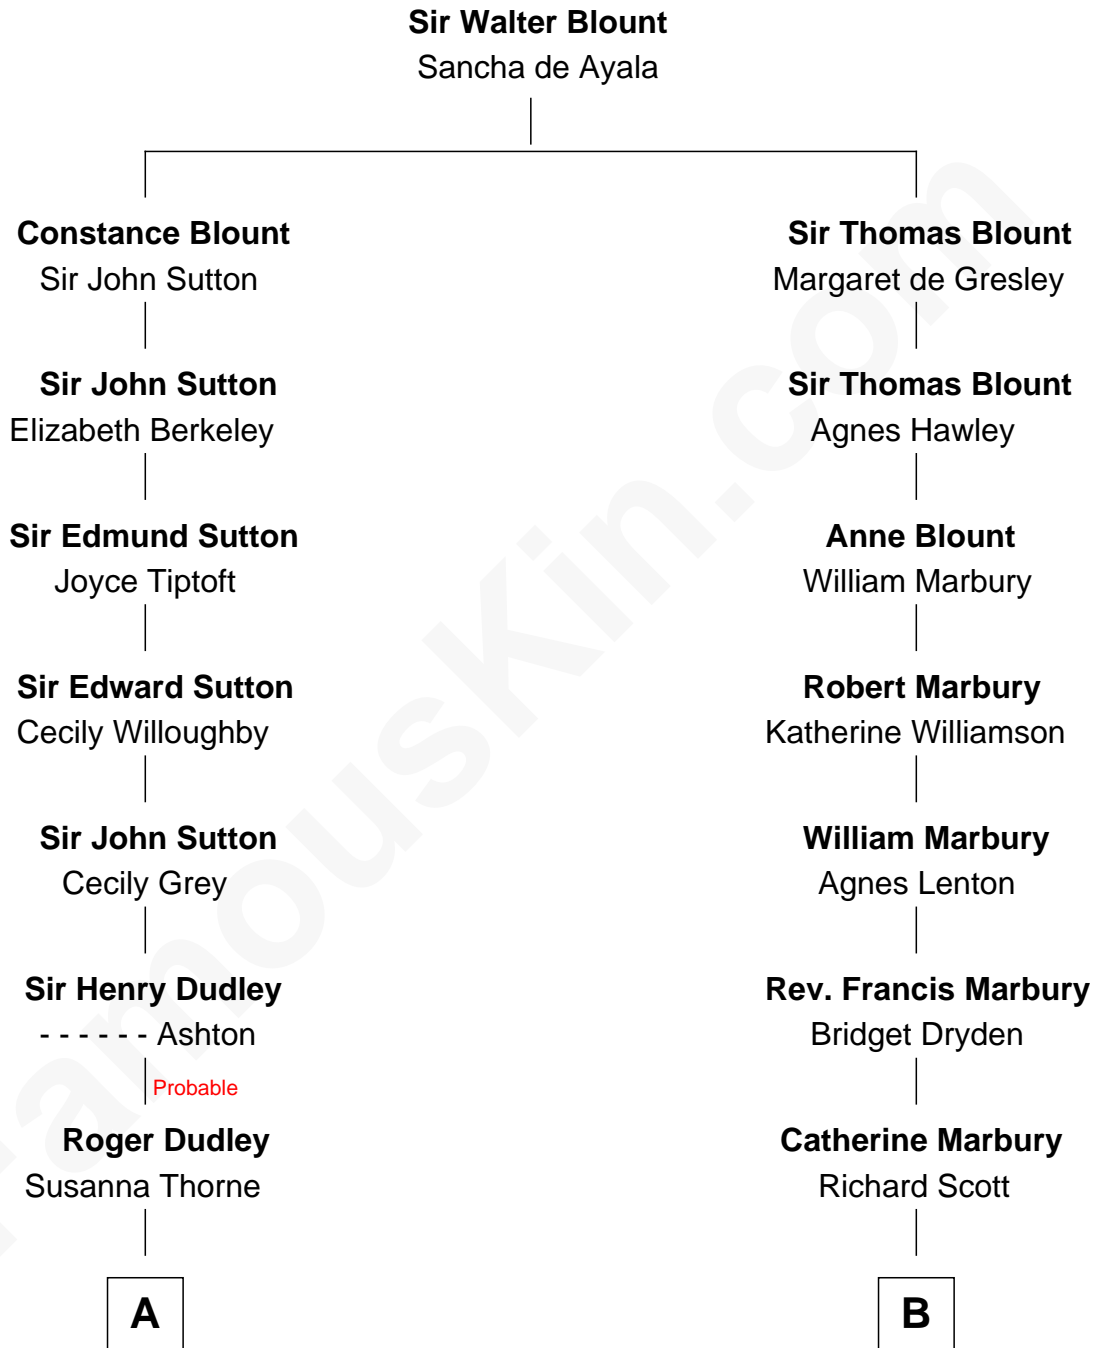 Sir Walter Blount
Sancha de Ayala
Constance Blount
Sir John Sutton
Sir Thomas Blount
Margaret de Gresley
Sir John Sutton
Elizabeth Berkeley
Sir Thomas Blount
Agnes Hawley
Sir Edmund Sutton
Joyce Tiptoft
Anne Blount
William Marbury
Sir Edward Sutton
Cecily Willoughby
Robert Marbury
Katherine Williamson
Sir John Sutton
Cecily Grey
William Marbury
Agnes Lenton
Sir Henry Dudley
- - - - - - Ashton
Probable
Rev. Francis Marbury
Bridget Dryden
Roger Dudley
Susanna Thorne
Catherine Marbury
Richard Scott
A
B
FamousKin.com